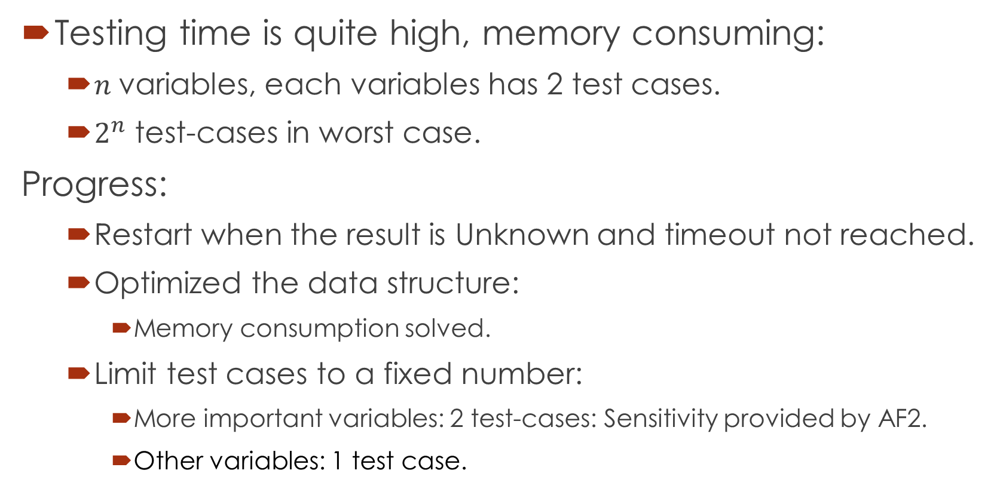 Testing time is quite high, memory consuming:
n variables, each variables has 2 test cases.
2ⁿ test-cases in worst case.
Progress:
Restart when the result is Unknown and timeout not reached.
Optimized the data structure:
Memory consumption solved.
Limit test cases to a fixed number:
More important variables: 2 test-cases: Sensitivity provided by AF2.
Other variables: 1 test case.